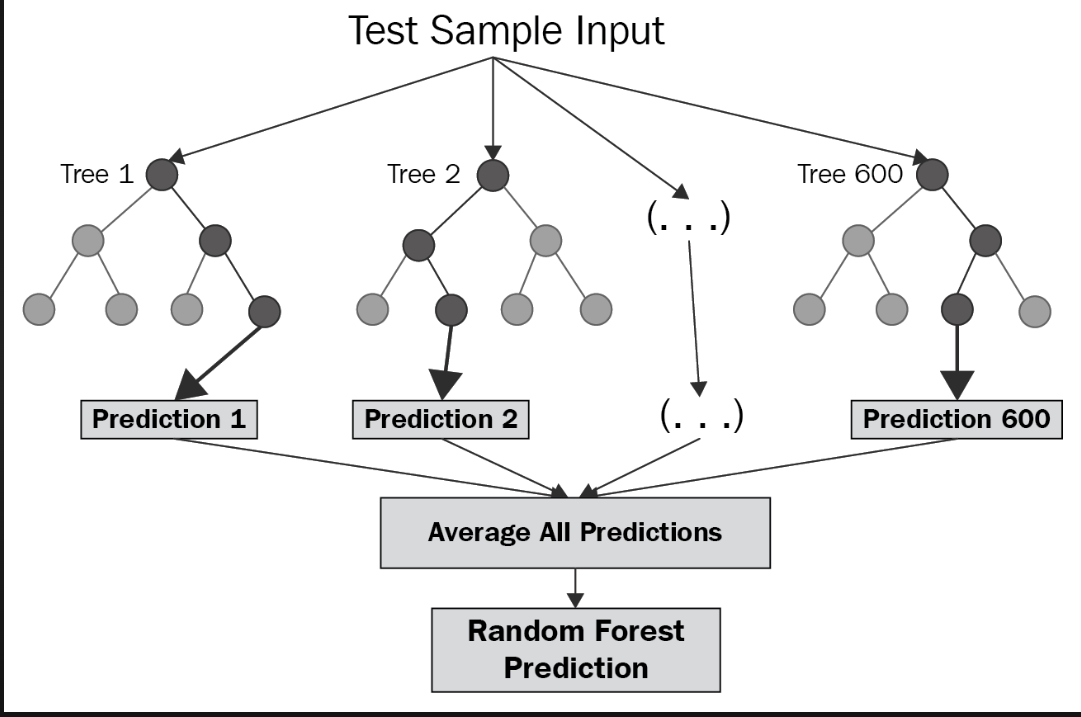 Test Sample Input
Tree 1
Tree 2
(. . .)
Tree 600
Prediction 1
Prediction 2
(. . .)
Prediction 600
Average All Predictions
Random Forest
Prediction